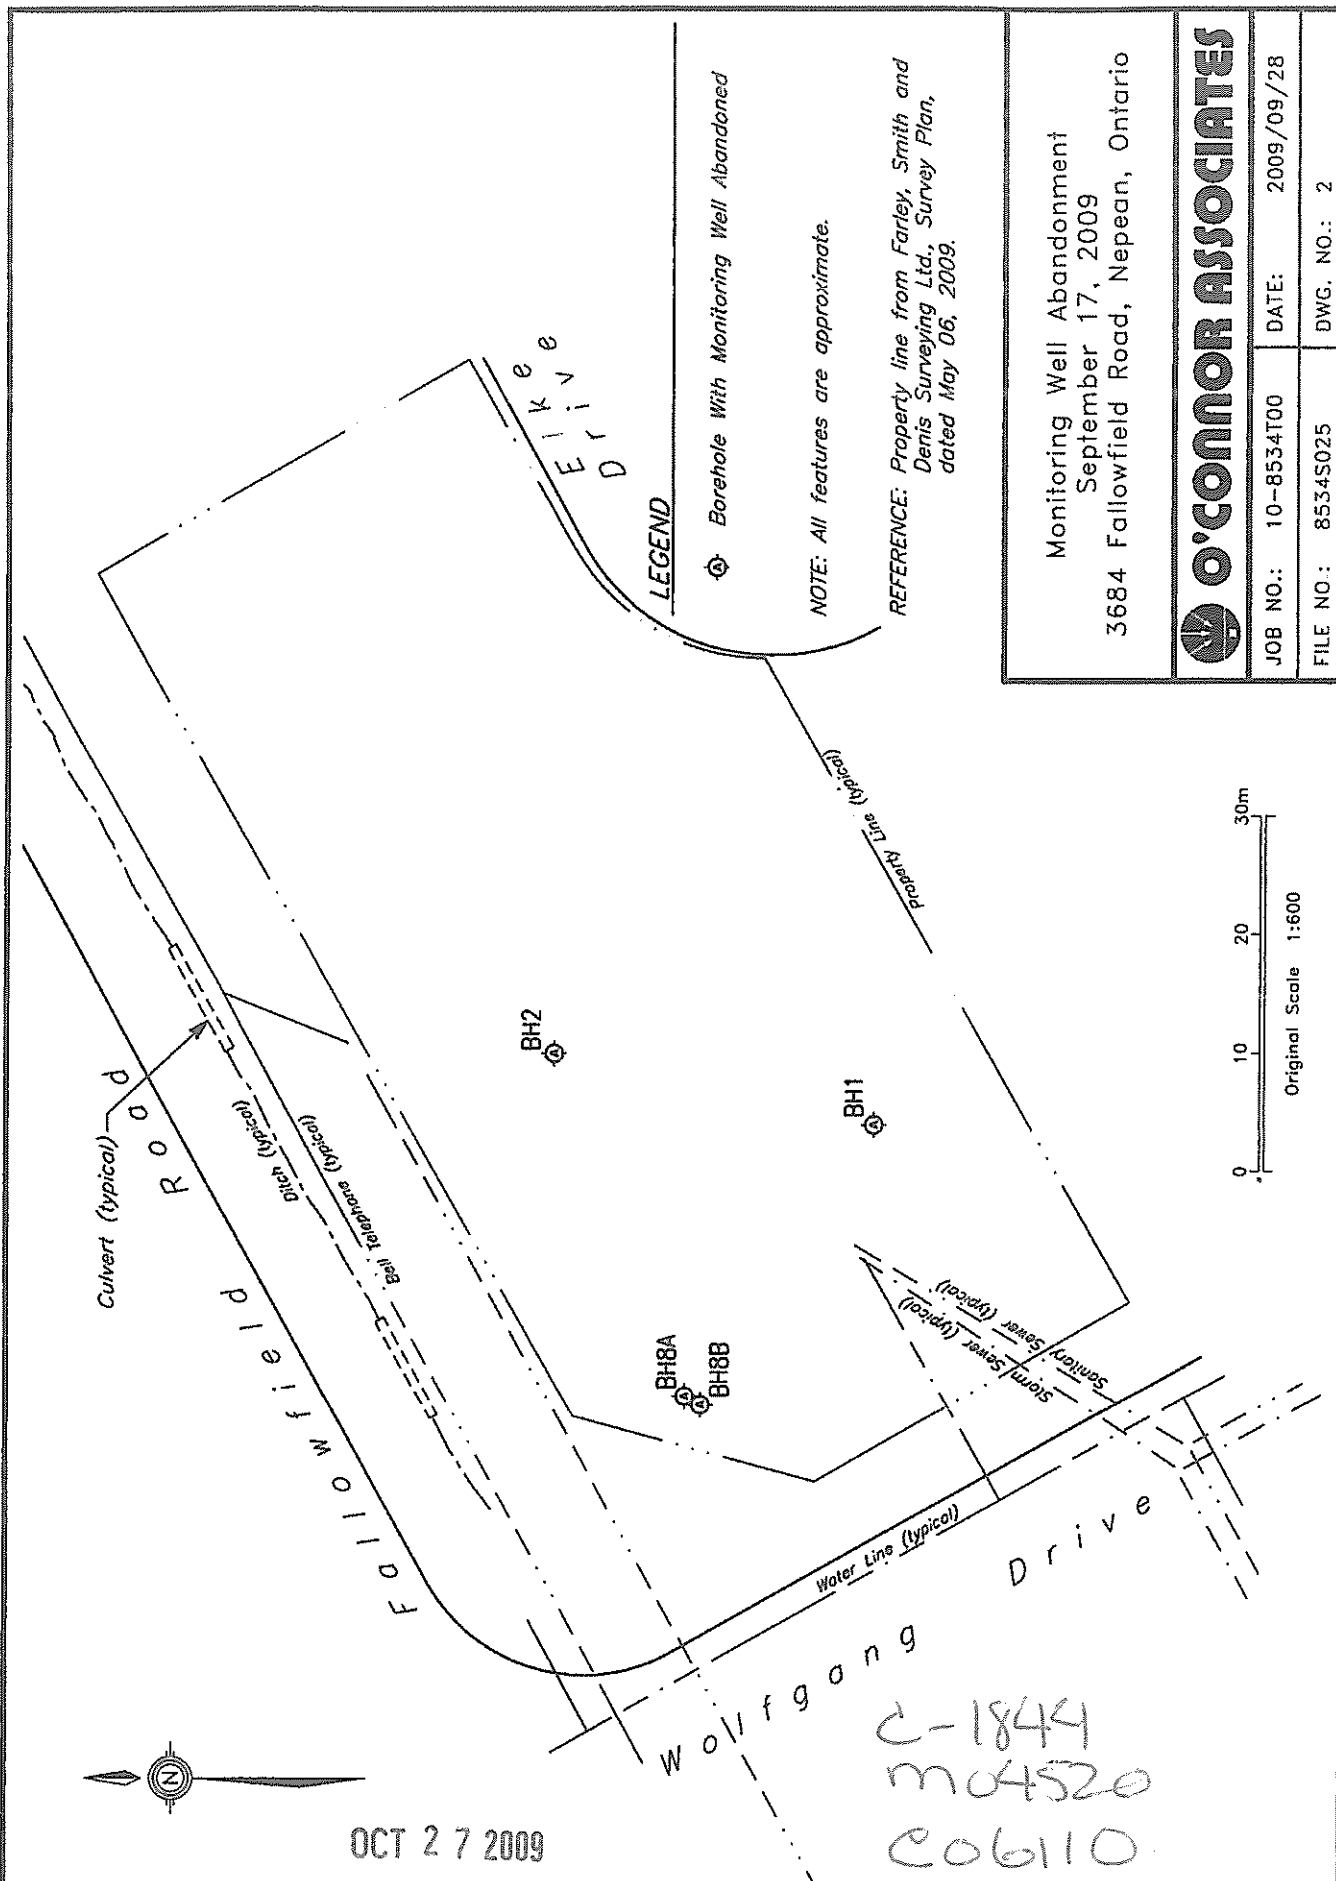 Culvert (typical)
Fallowfield Road
Ditch (typical)
Bell Telephone (typical)
Elke
Drive
BH2
BH1
BH8A
BH8B
Property Line (typical)
Storm Sewer (typical)
Sanitary Sewer (typical)
Water Line (typical)
Wolfgang Drive
N
LEGEND
A Borehole With Monitoring Well Abandoned
NOTE: All features are approximate.
REFERENCE: Property line from Farley, Smith and
Denis Surveying Ltd., Survey Plan,
dated May 06, 2009.
0 10 20 30m
Original Scale 1:600
Monitoring Well Abandonment
September 17, 2009
3684 Fallowfield Road, Nepean, Ontario
O'CONNOR ASSOCIATES
JOB NO.: 10-8534T00 DATE: 2009/09/28
FILE NO.: 8534S025 DWG. NO.: 2
OCT 27 2009
C-1844
M04520
C06110